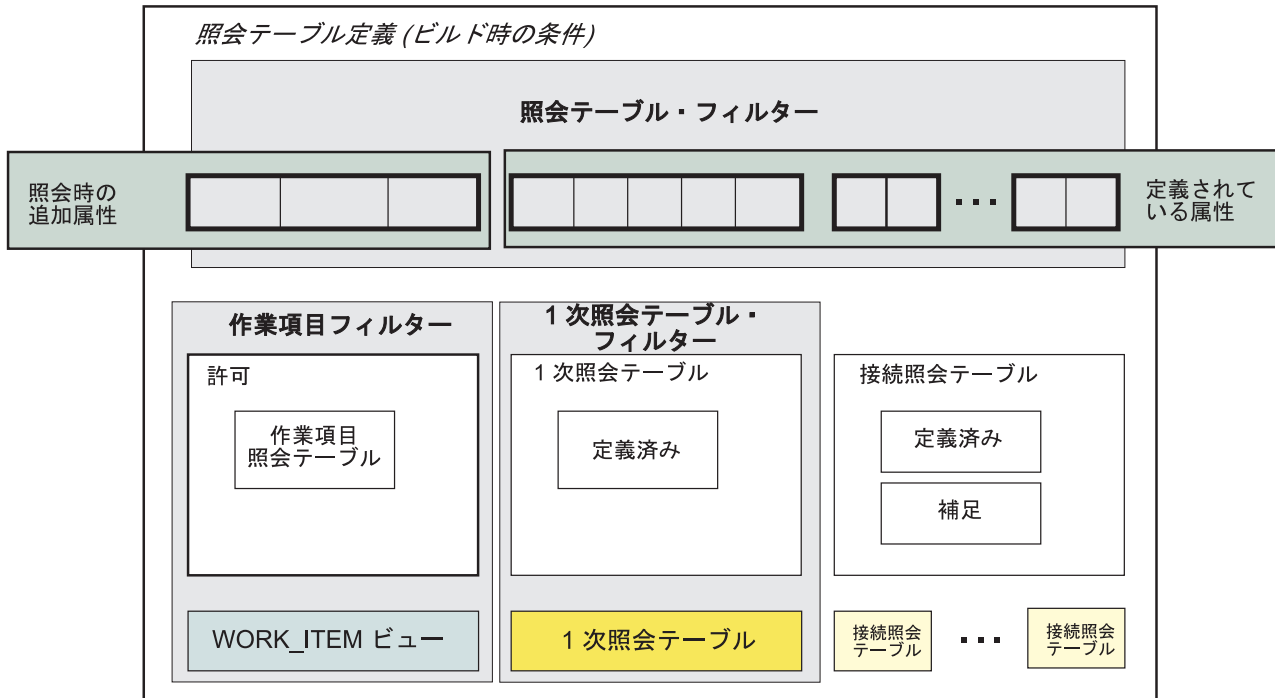 照会テーブル定義 (ビルド時の条件)
照会テーブル・フィルター
照会時の
追加属性
定義されて
いる属性
作業項目フィルター
1 次照会テーブル・
フィルター
許可
作業項目
照会テーブル
1 次照会テーブル
定義済み
接続照会テーブル
定義済み
補足
WORK_ITEM ビュー
1 次照会テーブル
接続照会
テーブル
接続照会
テーブル